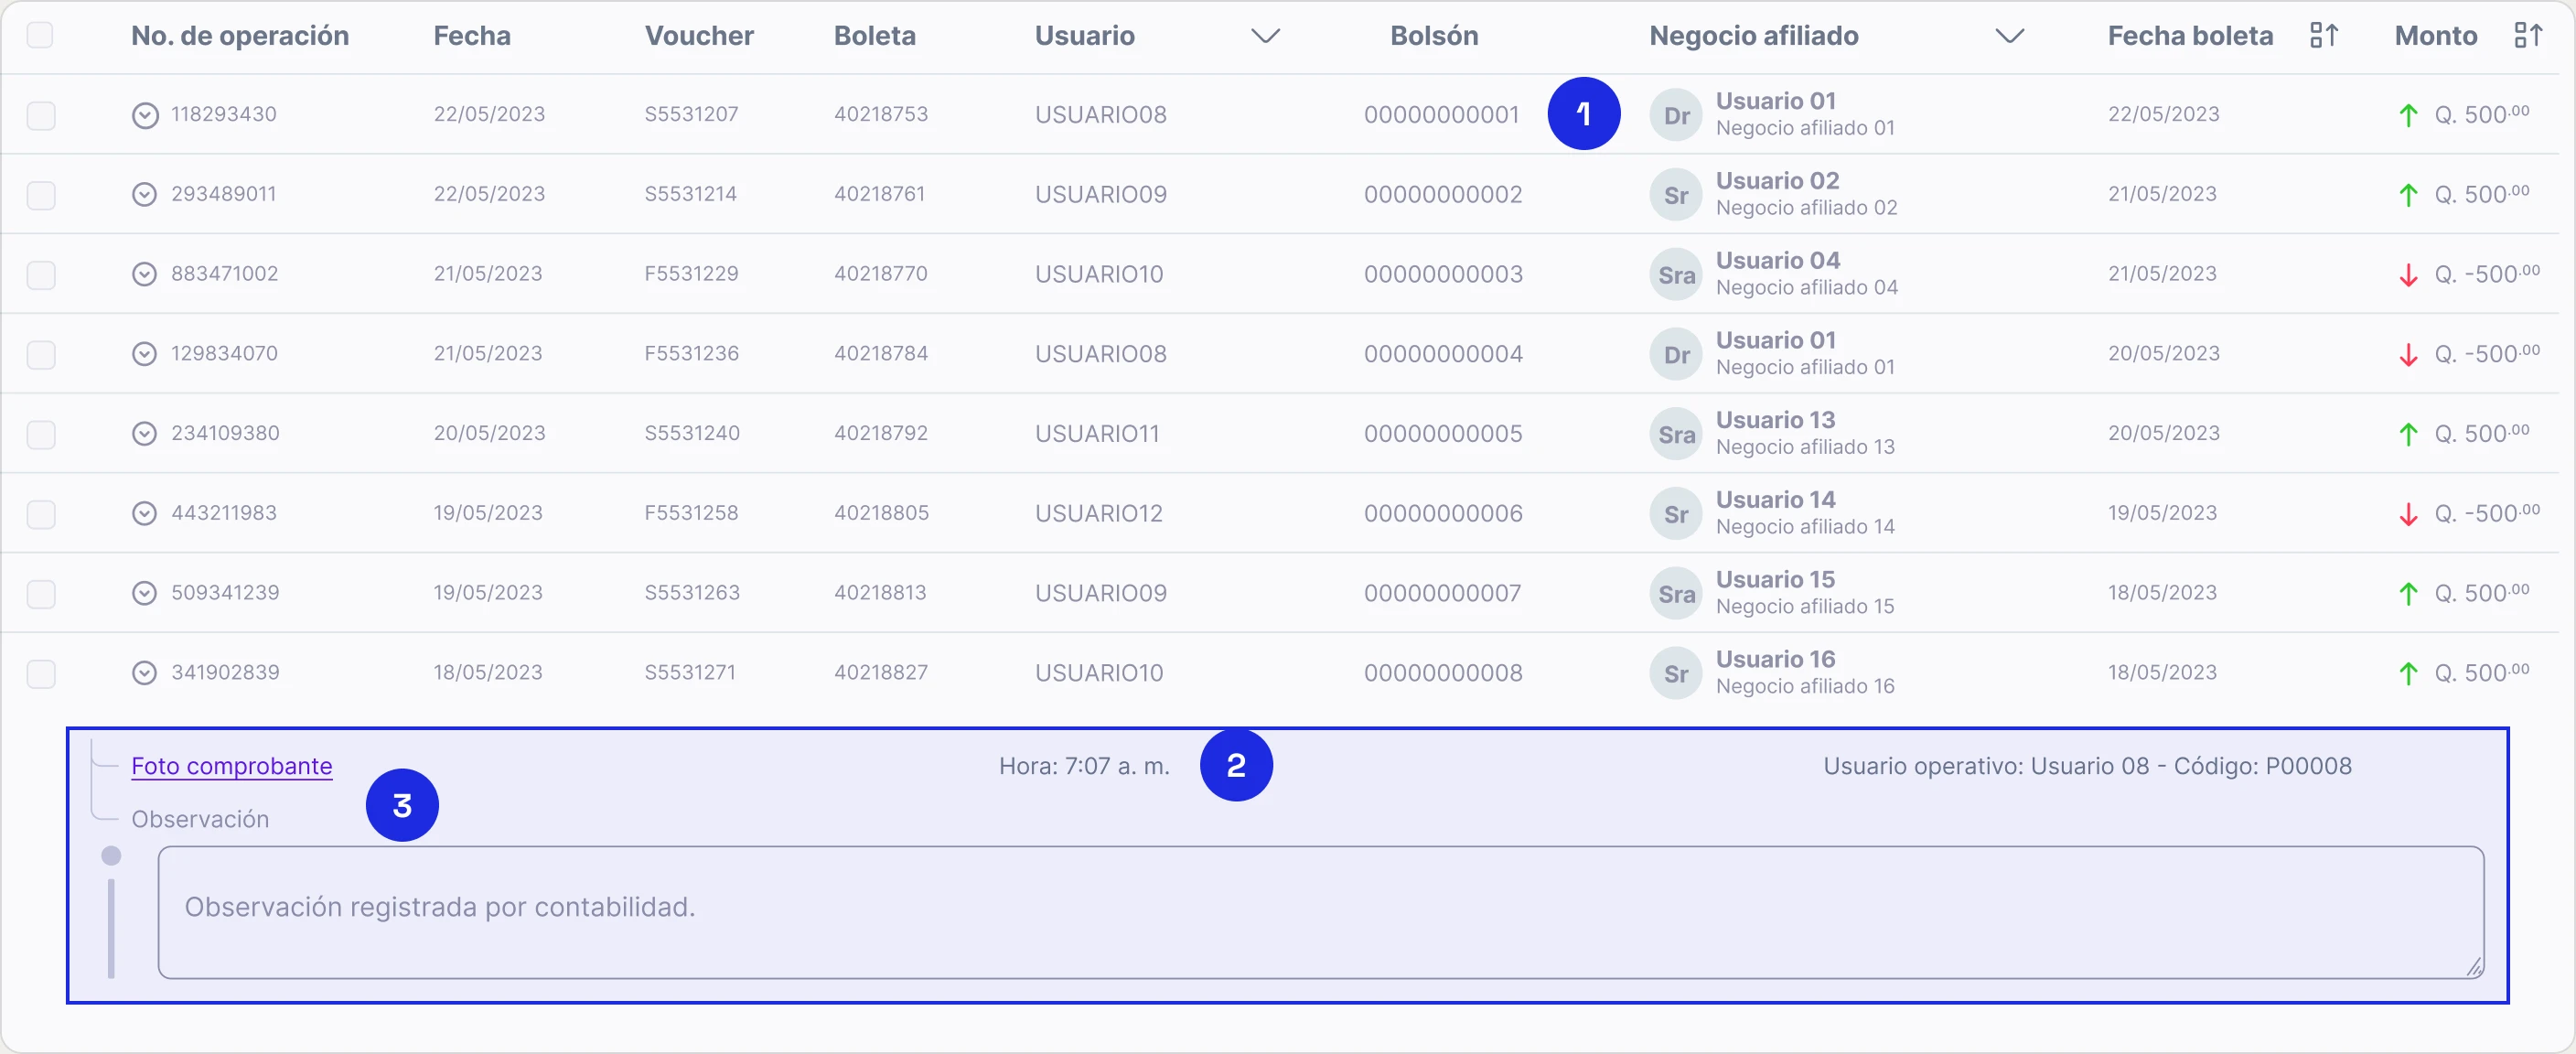 No. de operación Fecha Voucher Boleta Usuario Bolsón Negocio afiliado Fecha boleta Monto
118293430 22/05/2023 S5531207 40218753 USUARIO08 00000000001 1 Dr Usuario 01 22/05/2023 Q. 500.00
Negocio afiliado 01
293489011 22/05/2023 S5531214 40218761 USUARIO09 00000000002 Sr Usuario 02 21/05/2023 Q. 500.00
Negocio afiliado 02
883471002 21/05/2023 F5531229 40218770 USUARIO10 00000000003 Sra Usuario 04 21/05/2023 Q. -500.00
Negocio afiliado 04
129834070 21/05/2023 F5531236 40218784 USUARIO08 00000000004 Dr Usuario 01 20/05/2023 Q. -500.00
Negocio afiliado 01
234109380 20/05/2023 S5531240 40218792 USUARIO11 00000000005 Sra Usuario 13 20/05/2023 Q. 500.00
Negocio afiliado 13
443211983 19/05/2023 F5531258 40218805 USUARIO12 00000000006 Sr Usuario 14 19/05/2023 Q. -500.00
Negocio afiliado 14
509341239 19/05/2023 S5531263 40218813 USUARIO09 00000000007 Sra Usuario 15 18/05/2023 Q. 500.00
Negocio afiliado 15
341902839 18/05/2023 S5531271 40218827 USUARIO10 00000000008 Sr Usuario 16 18/05/2023 Q. 500.00
Negocio afiliado 16
Foto comprobante Hora: 7:07 a. m. 2 Usuario operativo: Usuario 08 - Código: P00008
3
Observación
Observación registrada por contabilidad.